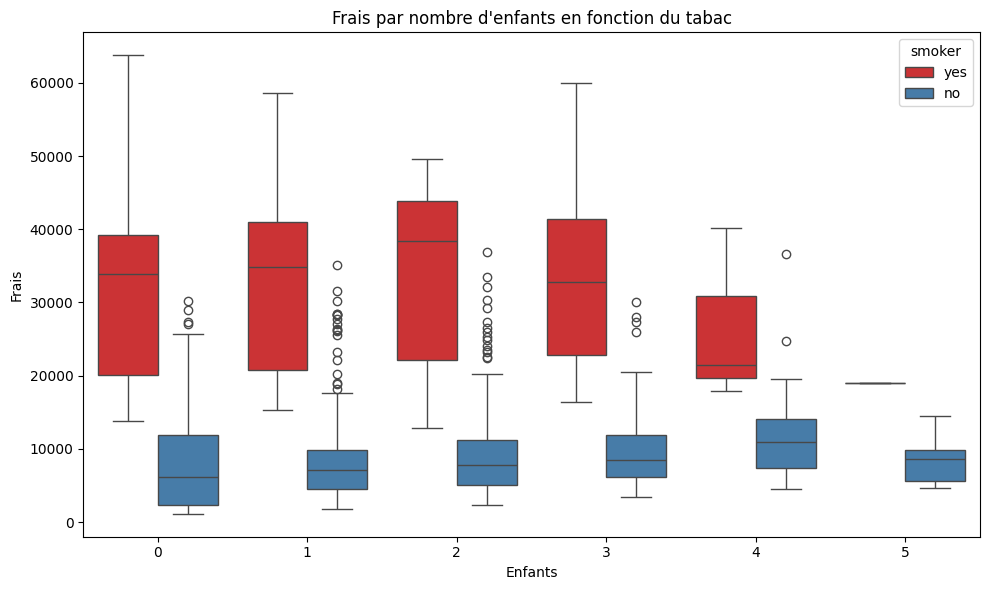 Frais par nombre d'enfants en fonction du tabac
smoker
yes
no
Frais
60000
50000
40000
30000
20000
10000
0
0 1 2 3 4 5
Enfants